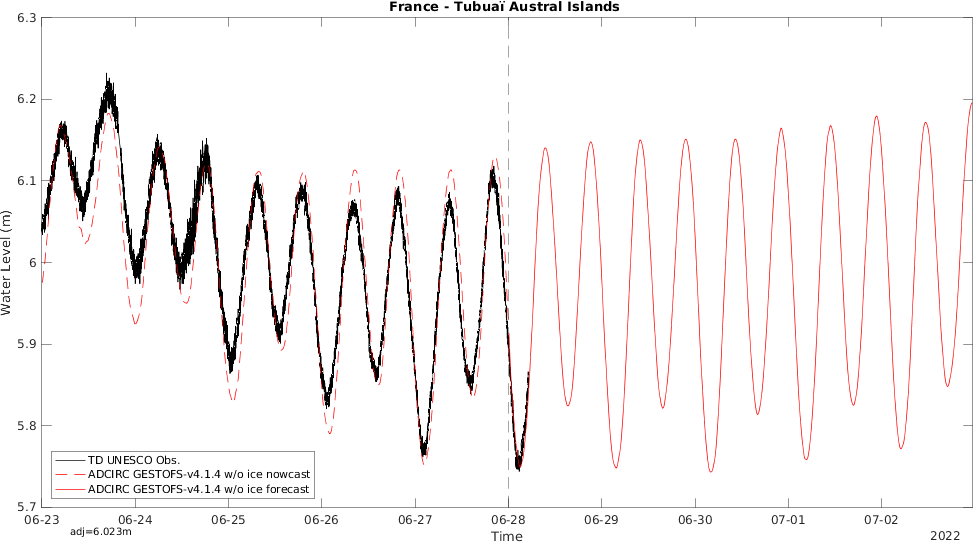 France - Tubuaï Austral Islands
6.3
6.2
6.1
6
5.9
5.8
5.7
Water Level (m)
TD UNESCO Obs.
ADCIRC GESTOFS-v4.1.4 w/o ice nowcast
ADCIRC GESTOFS-v4.1.4 w/o ice forecast
06-23 06-24 06-25 06-26 06-27 06-28 06-29 06-30 07-01 07-02
adj=6.023m
Time
2022